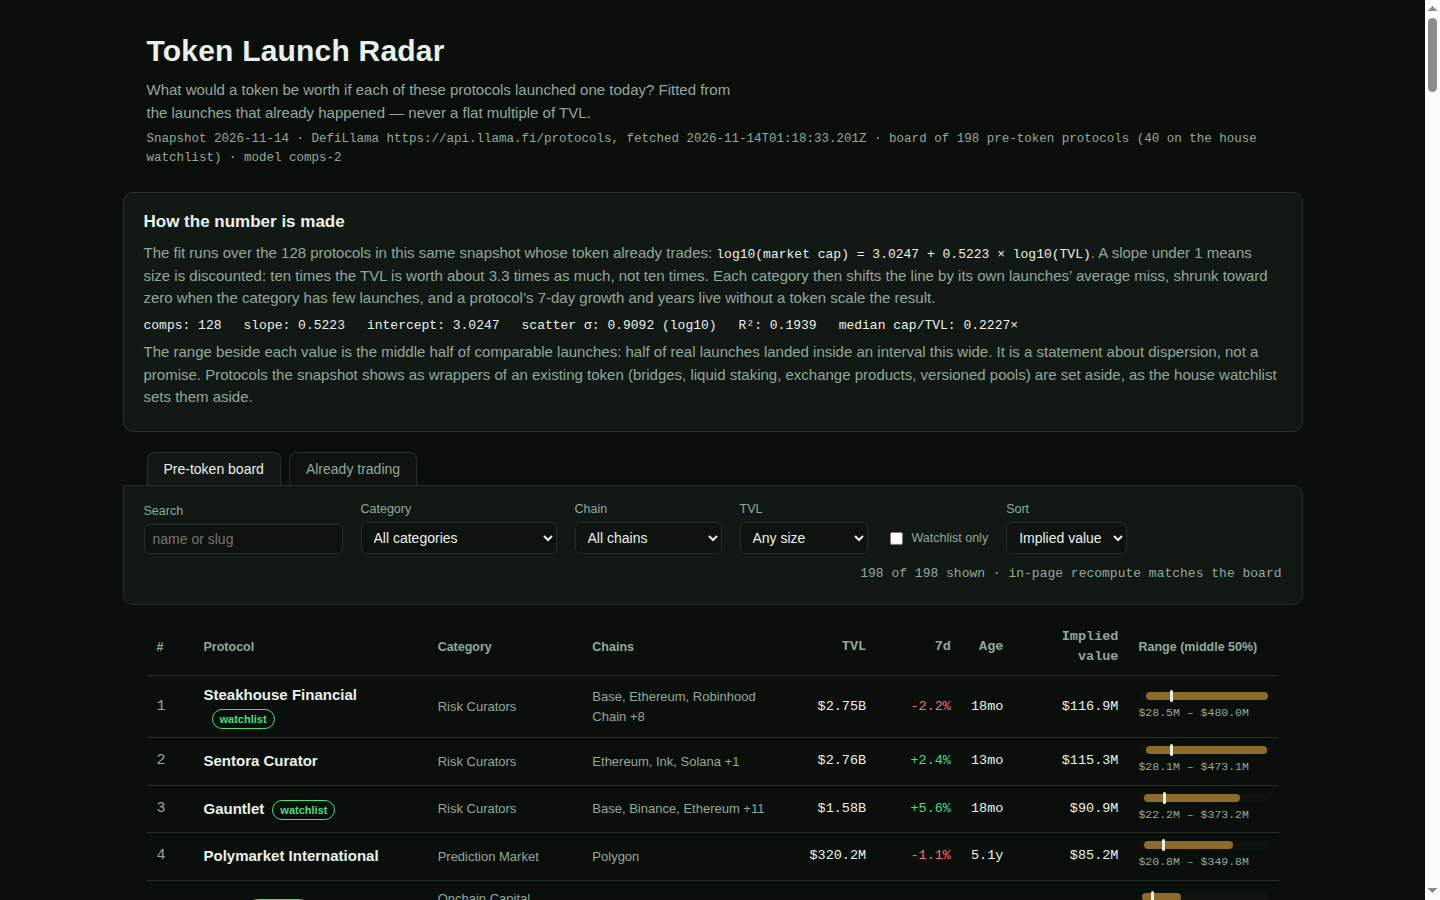 Token Launch Radar
What would a token be worth if each of these protocols launched one today? Fitted from
the launches that already happened — never a flat multiple of TVL.
Snapshot 2026-11-14 · DefiLlama https://api.llama.fi/protocols, fetched 2026-11-14T01:18:33.201Z · board of 198 pre-token protocols (40 on the house
watchlist) · model comps-2
How the number is made
The fit runs over the 128 protocols in this same snapshot whose token already trades: log10(market cap) = 3.0247 + 0.5223 × log10(TVL). A slope under 1 means
size is discounted: ten times the TVL is worth about 3.3 times as much, not ten times. Each category then shifts the line by its own launches’ average miss, shrunk toward
zero when the category has few launches, and a protocol’s 7-day growth and years live without a token scale the result.
comps: 128 slope: 0.5223 intercept: 3.0247 scatter σ: 0.9092 (log10) R²: 0.1939 median cap/TVL: 0.2227×
The range beside each value is the middle half of comparable launches: half of real launches landed inside an interval this wide. It is a statement about dispersion, not a
promise. Protocols the snapshot shows as wrappers of an existing token (bridges, liquid staking, exchange products, versioned pools) are set aside, as the house watchlist
sets them aside.
Pre-token board Already trading
Search Category Chain TVL Sort
name or slug All categories All chains Any size Watchlist only Implied value
198 of 198 shown · in-page recompute matches the board
# Protocol Category Chains TVL 7d Age Implied value Range (middle 50%)
1 Steakhouse Financial watchlist Risk Curators Base, Ethereum, Robinhood Chain +8 $2.75B -2.2% 18mo $116.9M $28.5M – $480.0M
2 Sentora Curator Risk Curators Ethereum, Ink, Solana +1 $2.76B +2.4% 13mo $115.3M $28.1M – $473.1M
3 Gauntlet watchlist Risk Curators Base, Binance, Ethereum +11 $1.58B +5.6% 18mo $90.9M $22.2M – $373.2M
4 Polymarket International Prediction Market Polygon $320.2M -1.1% 5.1y $85.2M $20.8M – $349.8M
Onchain Capital